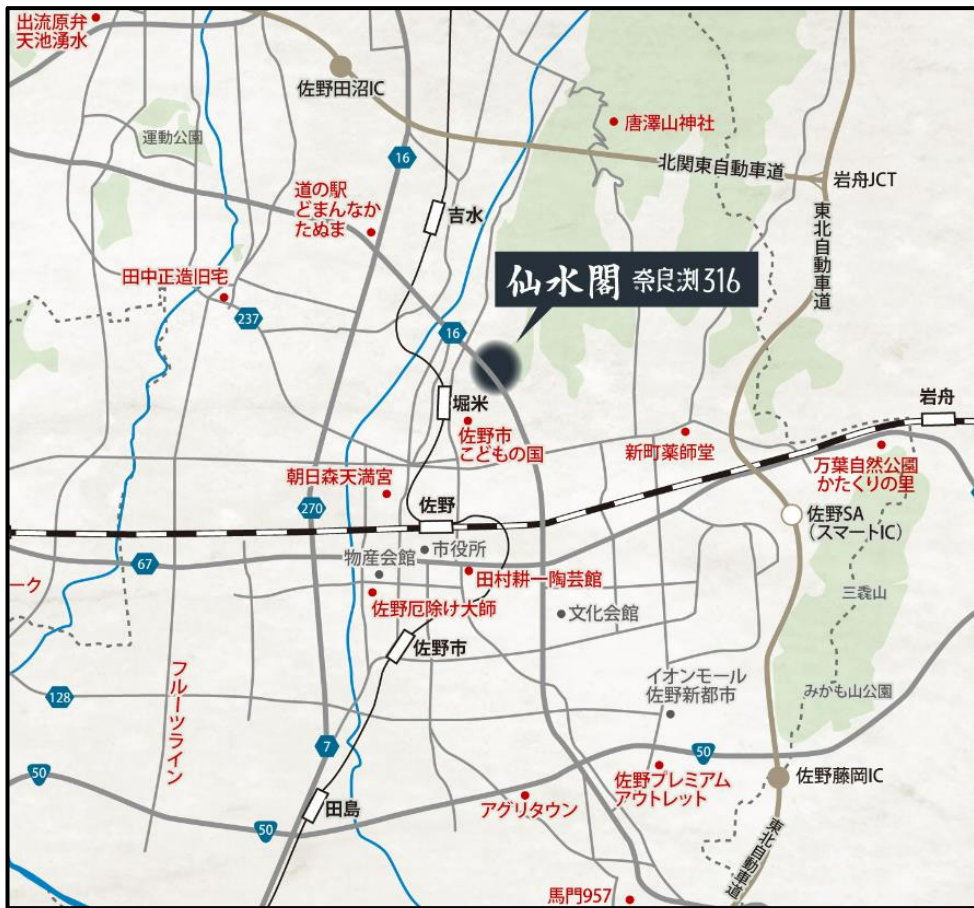 出流原弁
天池湧水
佐野田沼IC
唐澤山神社
運動公園
16
北関東自動車道
岩舟JCT
道の駅
どまんなか
たぬま
吉水
東北自動車道
田中正造旧宅
仙水閣 奈良渕316
237
16
堀米
岩舟
佐野市
こどもの国
新町薬師堂
万葉自然公園
かたくりの里
朝日森天満宮
270
佐野
佐野SA
(スマートIC)
67
物産会館
市役所
ーク
田村耕一陶芸館
三毳山
佐野厄除け大師
文化会館
佐野市
フルーツライン
イオンモール
佐野新都市
みかも山公園
128
7
50
50
佐野プレミアム
アウトレット
佐野藤岡IC
田島
アグリタウン
50
東北自動車道
馬門957